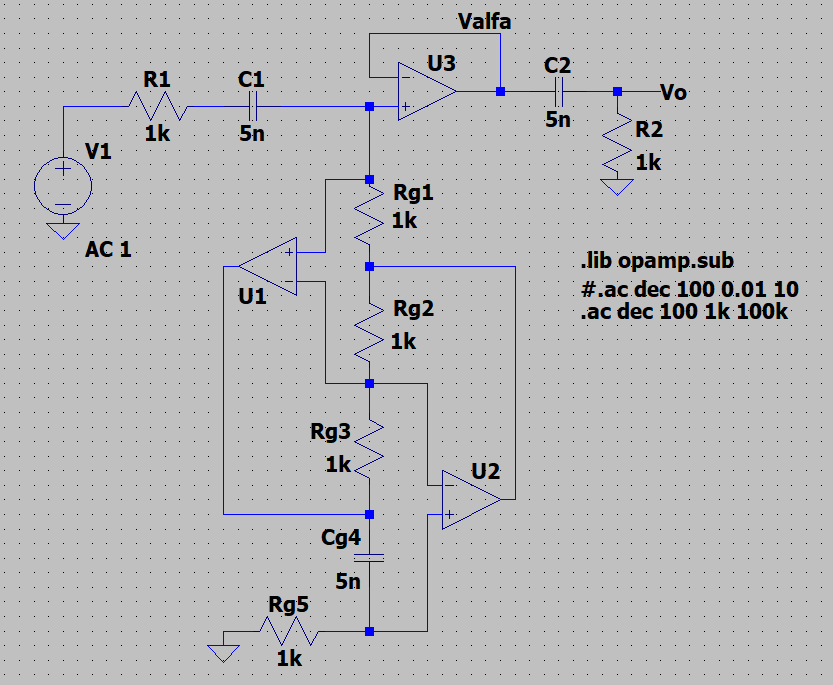 Valfa
U3
R1
1k
C1
5n
C2
5n
Vo
R2
1k
V1
AC 1
Rg1
1k
U1
Rg2
1k
.lib opamp.sub
#.ac dec 100 0.01 10
.ac dec 100 1k 100k
Rg3
1k
U2
Cg4
5n
Rg5
1k